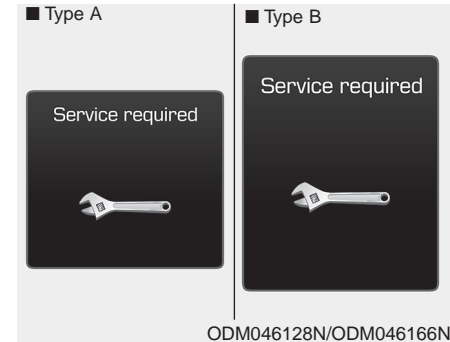 ■ Type A
■ Type B
Service required
Service required
ODM046128N/ODM046166N